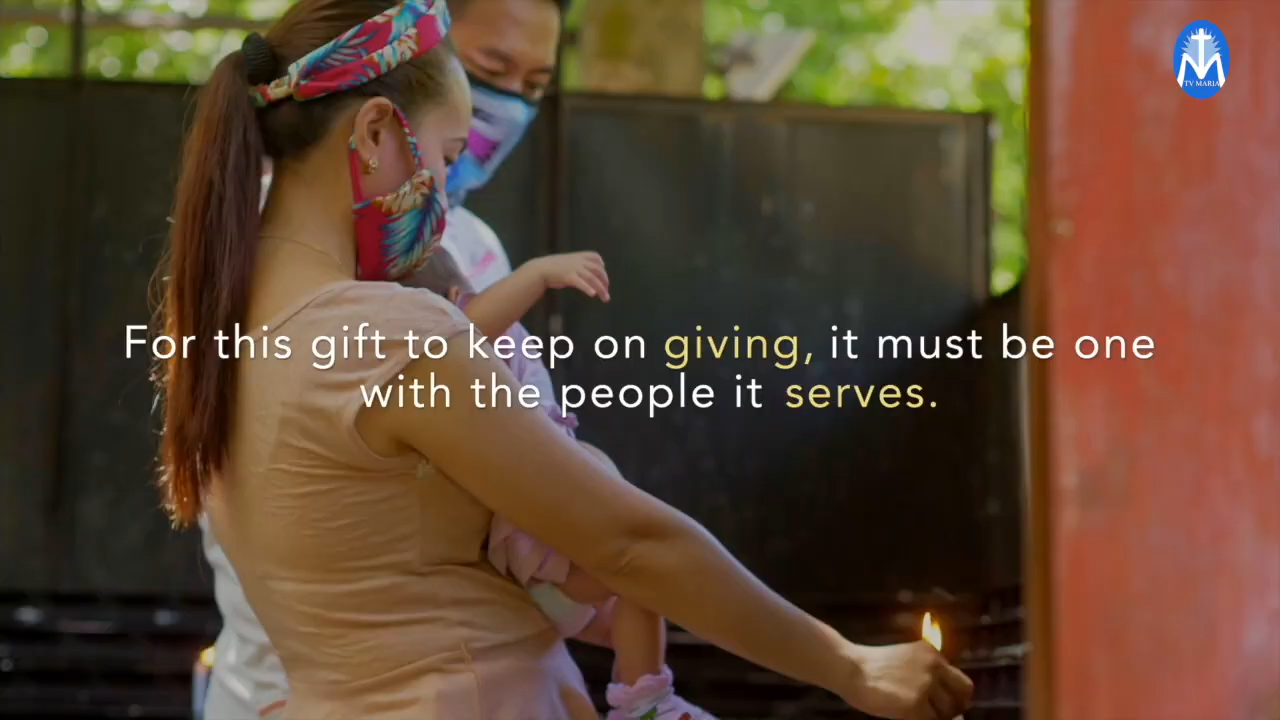 TV MARIA
For this gift to keep on giving, it must be one
with the people it serves.